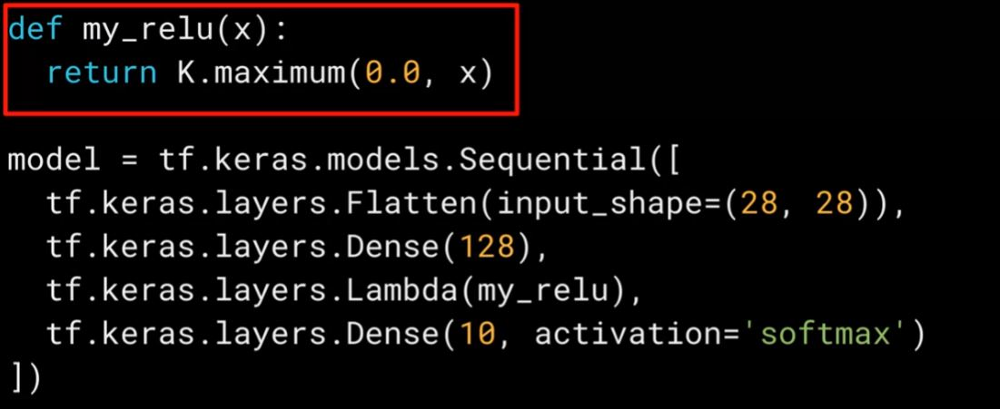 def my_relu(x):
  return K.maximum(0.0, x)
model = tf.keras.models.Sequential([
  tf.keras.layers.Flatten(input_shape=(28, 28)),
  tf.keras.layers.Dense(128),
  tf.keras.layers.Lambda(my_relu),
  tf.keras.layers.Dense(10, activation='softmax')
])